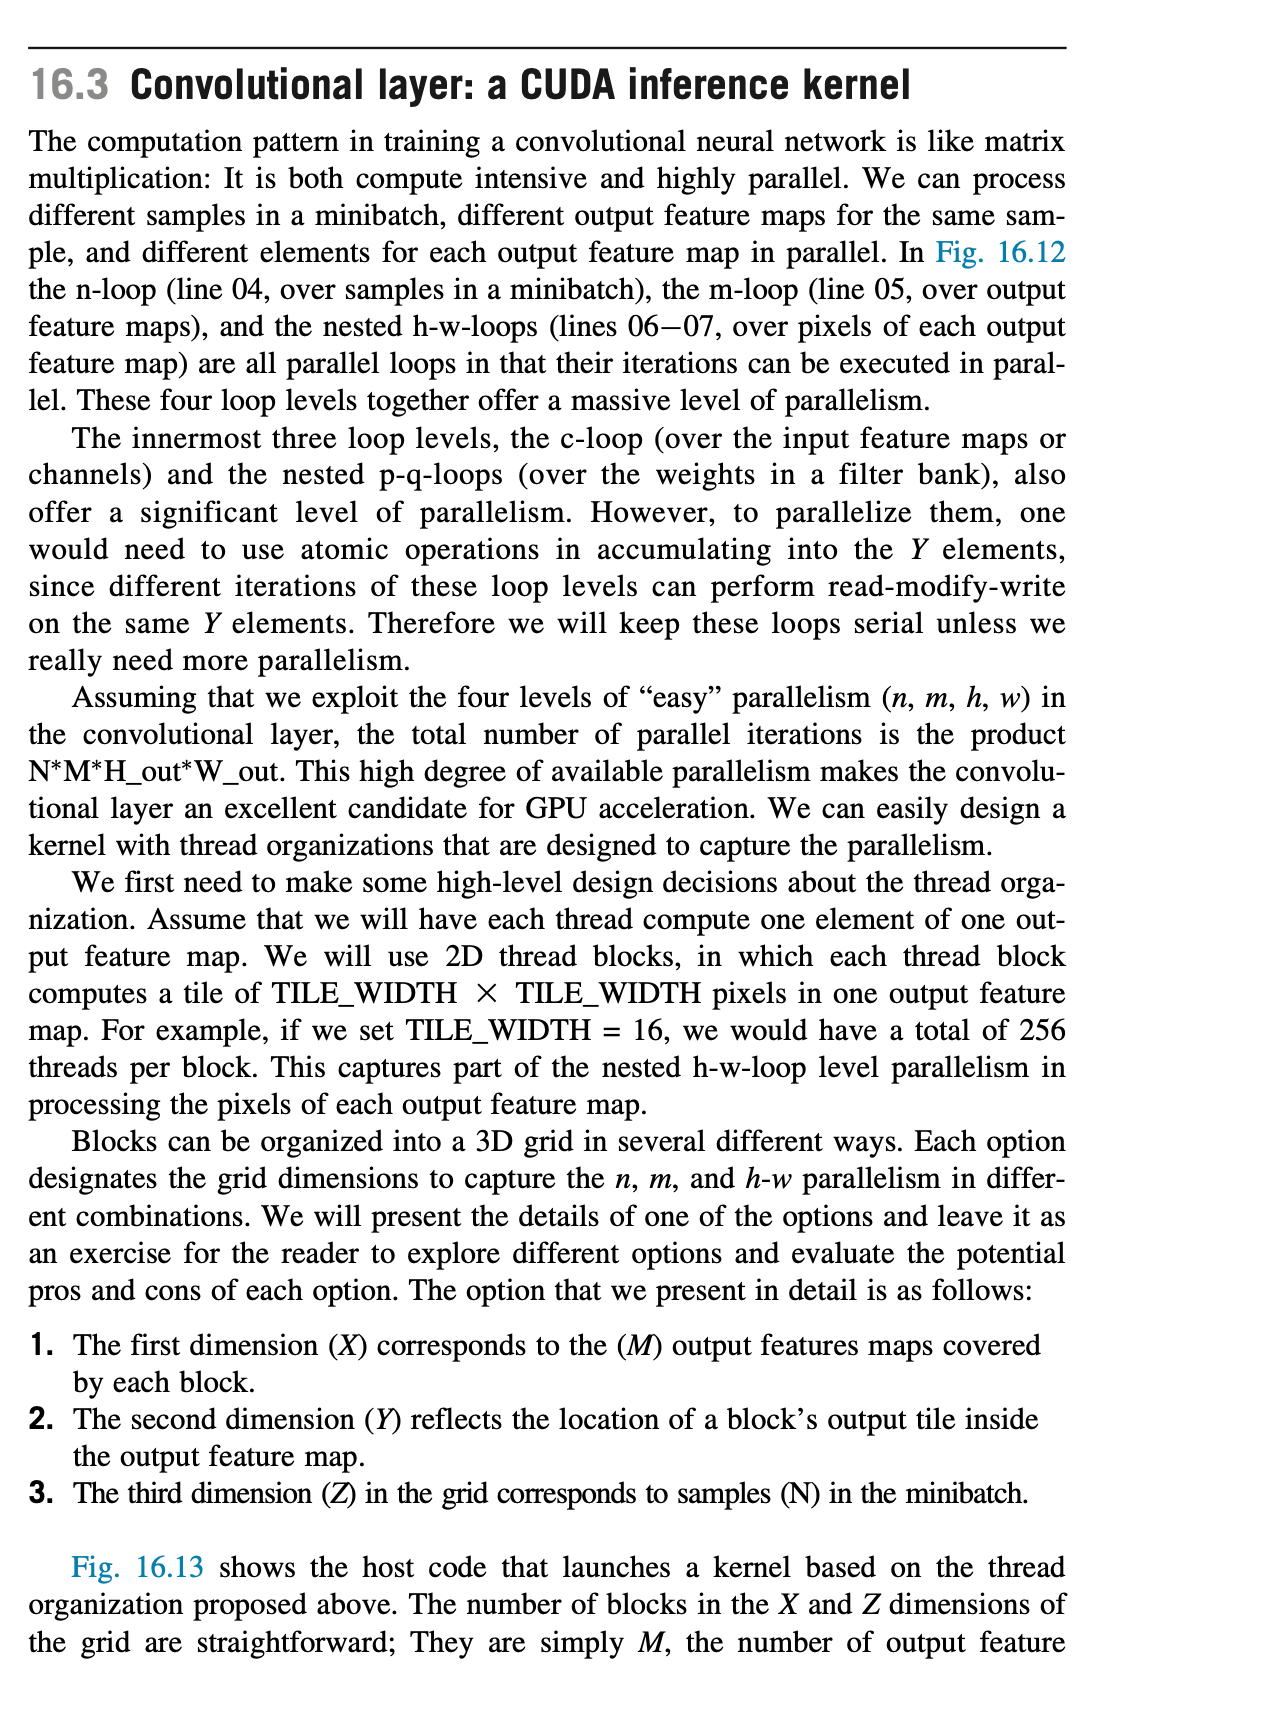 16.3 Convolutional layer: a CUDA inference kernel
The computation pattern in training a convolutional neural network is like matrix
multiplication: It is both compute intensive and highly parallel. We can process
different samples in a minibatch, different output feature maps for the same sam-
ple, and different elements for each output feature map in parallel. In Fig. 16.12
the n-loop (line 04, over samples in a minibatch), the m-loop (line 05, over output
feature maps), and the nested h-w-loops (lines 06–07, over pixels of each output
feature map) are all parallel loops in that their iterations can be executed in paral-
lel. These four loop levels together offer a massive level of parallelism.
The innermost three loop levels, the c-loop (over the input feature maps or
channels) and the nested p-q-loops (over the weights in a filter bank), also
offer a significant level of parallelism. However, to parallelize them, one
would need to use atomic operations in accumulating into the Y elements,
since different iterations of these loop levels can perform read-modify-write
on the same Y elements. Therefore we will keep these loops serial unless we
really need more parallelism.
Assuming that we exploit the four levels of “easy” parallelism (n, m, h, w) in
the convolutional layer, the total number of parallel iterations is the product
N*M*H_out*W_out. This high degree of available parallelism makes the convolu-
tional layer an excellent candidate for GPU acceleration. We can easily design a
kernel with thread organizations that are designed to capture the parallelism.
We first need to make some high-level design decisions about the thread orga-
nization. Assume that we will have each thread compute one element of one out-
put feature map. We will use 2D thread blocks, in which each thread block
computes a tile of TILE_WIDTH × TILE_WIDTH pixels in one output feature
map. For example, if we set TILE_WIDTH = 16, we would have a total of 256
threads per block. This captures part of the nested h-w-loop level parallelism in
processing the pixels of each output feature map.
Blocks can be organized into a 3D grid in several different ways. Each option
designates the grid dimensions to capture the n, m, and h-w parallelism in differ-
ent combinations. We will present the details of one of the options and leave it as
an exercise for the reader to explore different options and evaluate the potential
pros and cons of each option. The option that we present in detail is as follows:
1. The first dimension (X) corresponds to the (M) output features maps covered
by each block.
2. The second dimension (Y) reflects the location of a block’s output tile inside
the output feature map.
3. The third dimension (Z) in the grid corresponds to samples (N) in the minibatch.
Fig. 16.13 shows the host code that launches a kernel based on the thread
organization proposed above. The number of blocks in the X and Z dimensions of
the grid are straightforward; They are simply M, the number of output feature